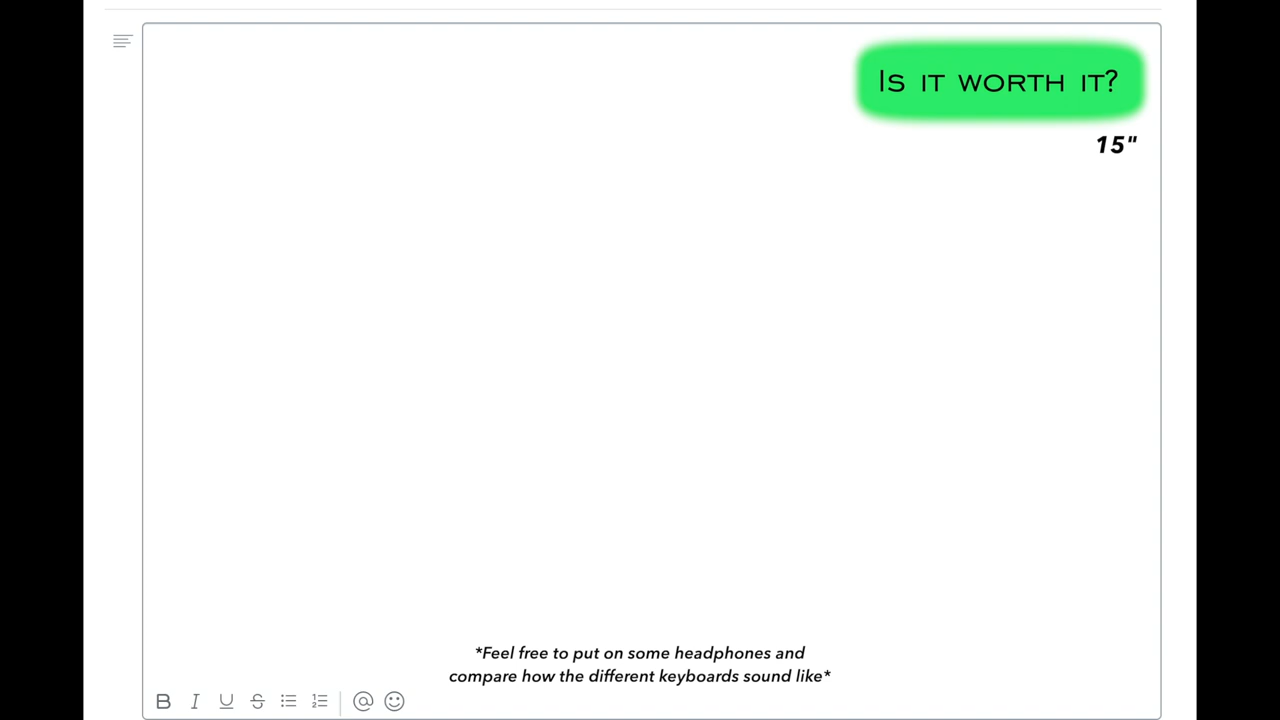 Is it worth it?
15"
*Feel free to put on some headphones and
compare how the different keyboards sound like*